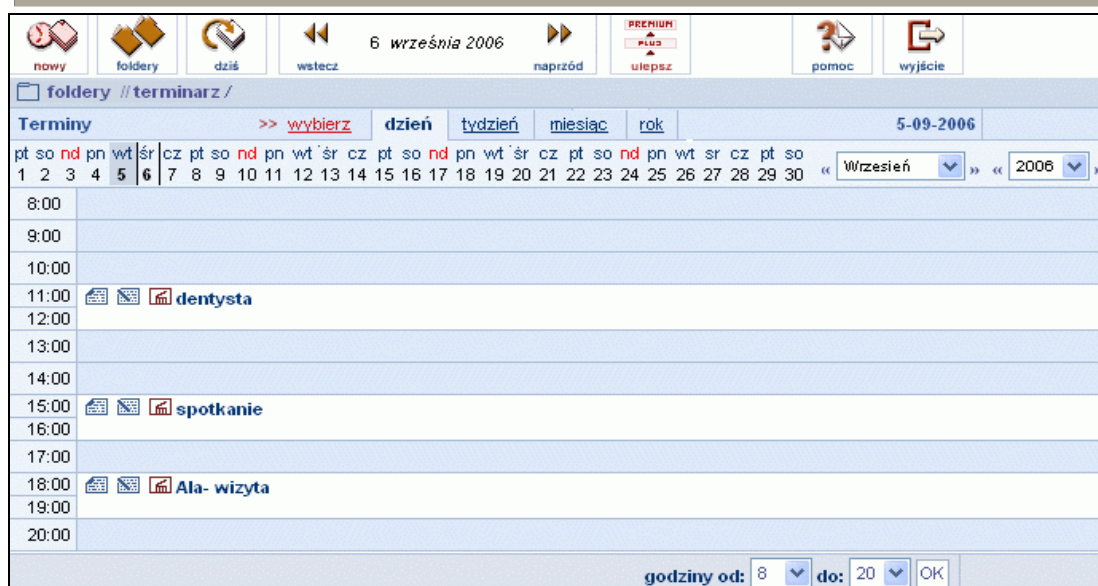 PREMIUM
PLUS
6 września 2006
nowy foldery dziś wstecz naprzód ulepsz pomoc wyjście
foldery // terminarz /
Terminy >> wybierz dzień tydzień miesiąc rok 5-09-2006
pt so nd pn wt śr cz pt so nd pn wt śr cz pt so nd pn wt śr cz pt so nd pn wt sr cz pt so
1 2 3 4 5 6 7 8 9 10 11 12 13 14 15 16 17 18 19 20 21 22 23 24 25 26 27 28 29 30 « Wrzesień » « 2006 »
8:00
9:00
10:00
11:00 dentysta
12:00
13:00
14:00
15:00 spotkanie
16:00
17:00
18:00 Ala- wizyta
19:00
20:00
godziny od: 8 do: 20 OK